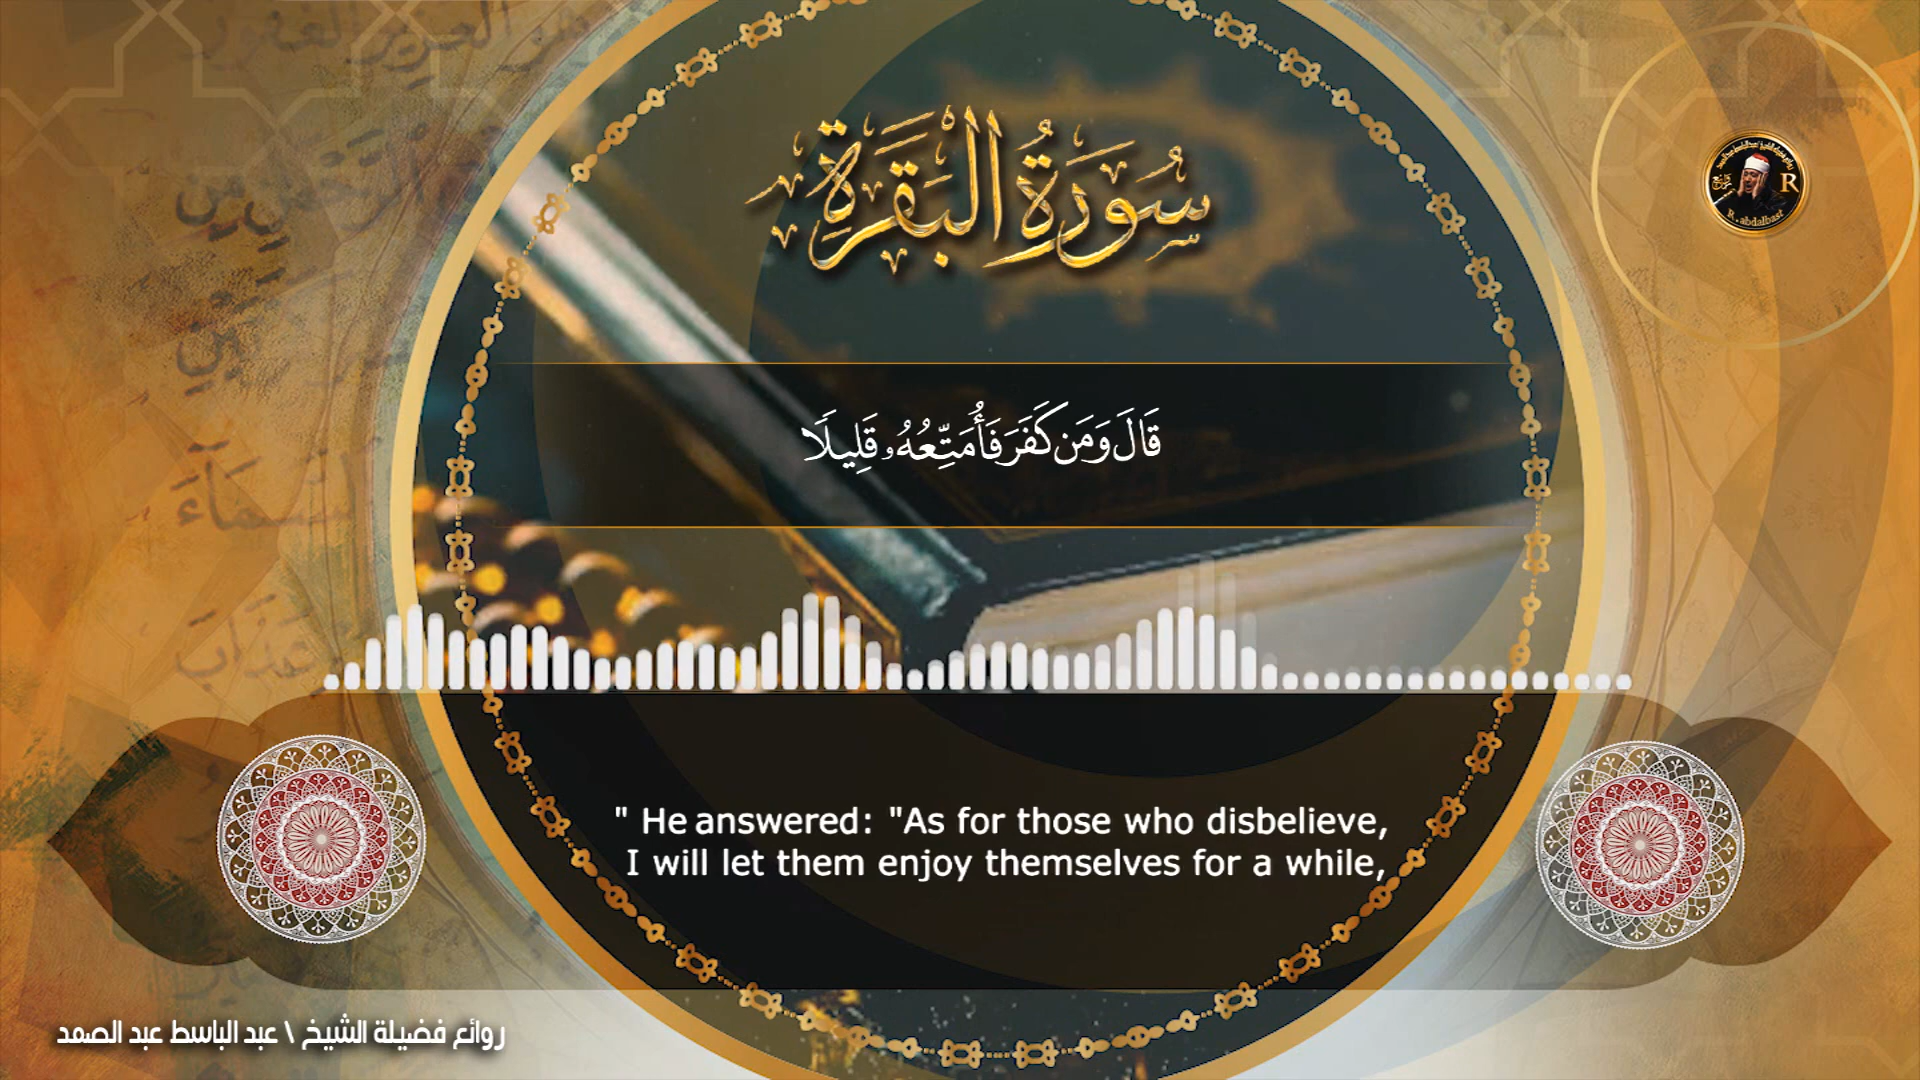 سُورَةُ البَقَرَة
قَالَ وَمَن كَفَرَ فَأُمَتِّعُهُۥ قَلِيلًا
" He answered: "As for those who disbelieve,
I will let them enjoy themselves for a while,
روائع فضيلة الشيخ \ عبد الباسط عبد الصمد
R
R . abdalbast